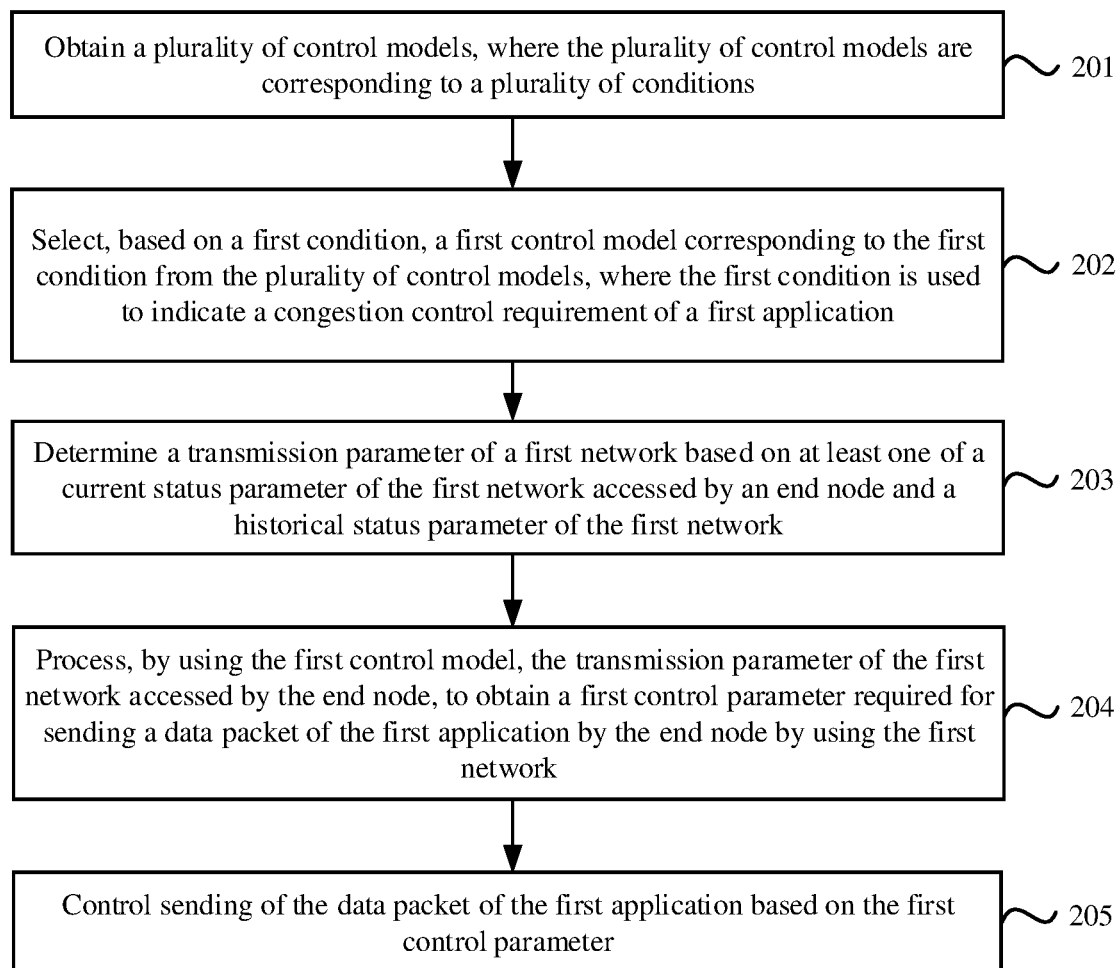 Obtain a plurality of control models, where the plurality of control models are
corresponding to a plurality of conditions
201
Select, based on a first condition, a first control model corresponding to the first
condition from the plurality of control models, where the first condition is used
to indicate a congestion control requirement of a first application
202
Determine a transmission parameter of a first network based on at least one of a
current status parameter of the first network accessed by an end node and a
historical status parameter of the first network
203
Process, by using the first control model, the transmission parameter of the first
network accessed by the end node, to obtain a first control parameter required for
sending a data packet of the first application by the end node by using the first
network
204
Control sending of the data packet of the first application based on the first
control parameter
205